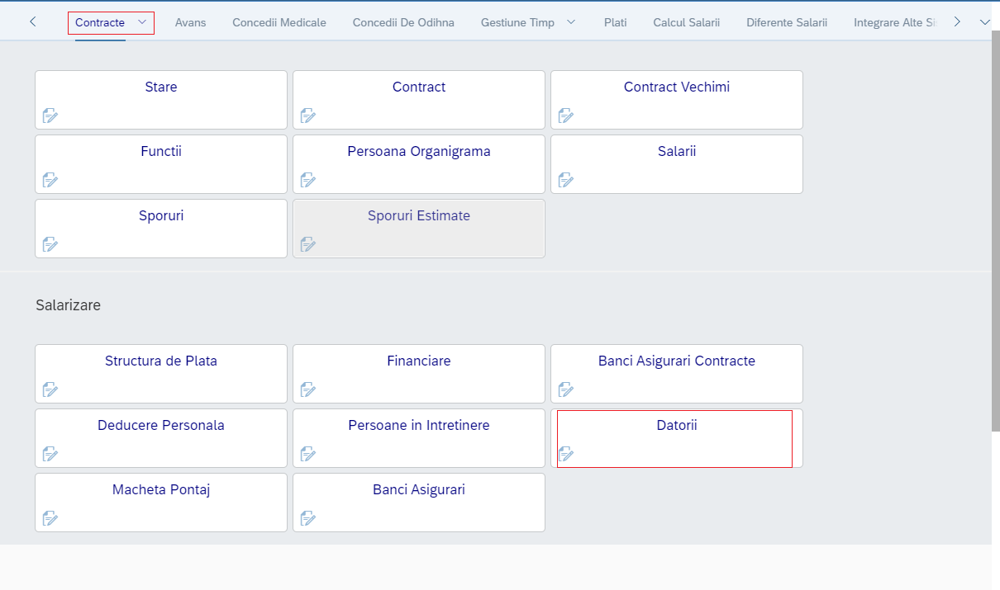 Contracte Avans Concedii Medicale Concedii De Odihna Gestiune Timp Plati Calcul Salarii Diferente Salarii Integrare Alte Si
Stare Contract Contract Vechimi
Functii Persoana Organigrama Salarii
Sporuri Sporuri Estimate
Salarizare
Structura de Plata Financiare Banci Asigurari Contracte
Deducere Personala Persoane in Intretinere Datorii
Macheta Pontaj Banci Asigurari